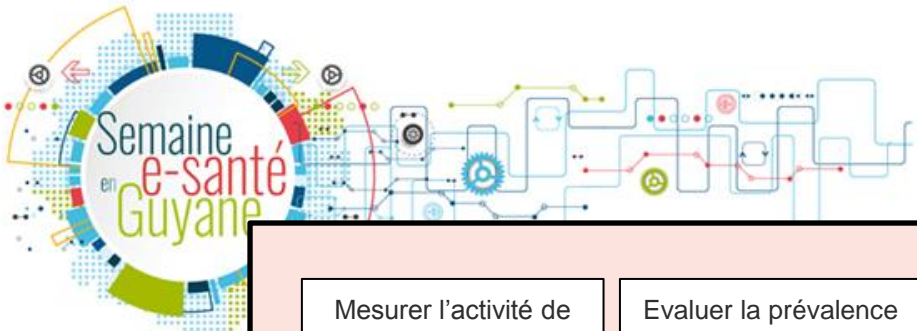 Semaine
en e-santé
Guyane
Mesurer l’activité de
Evaluer la prévalence